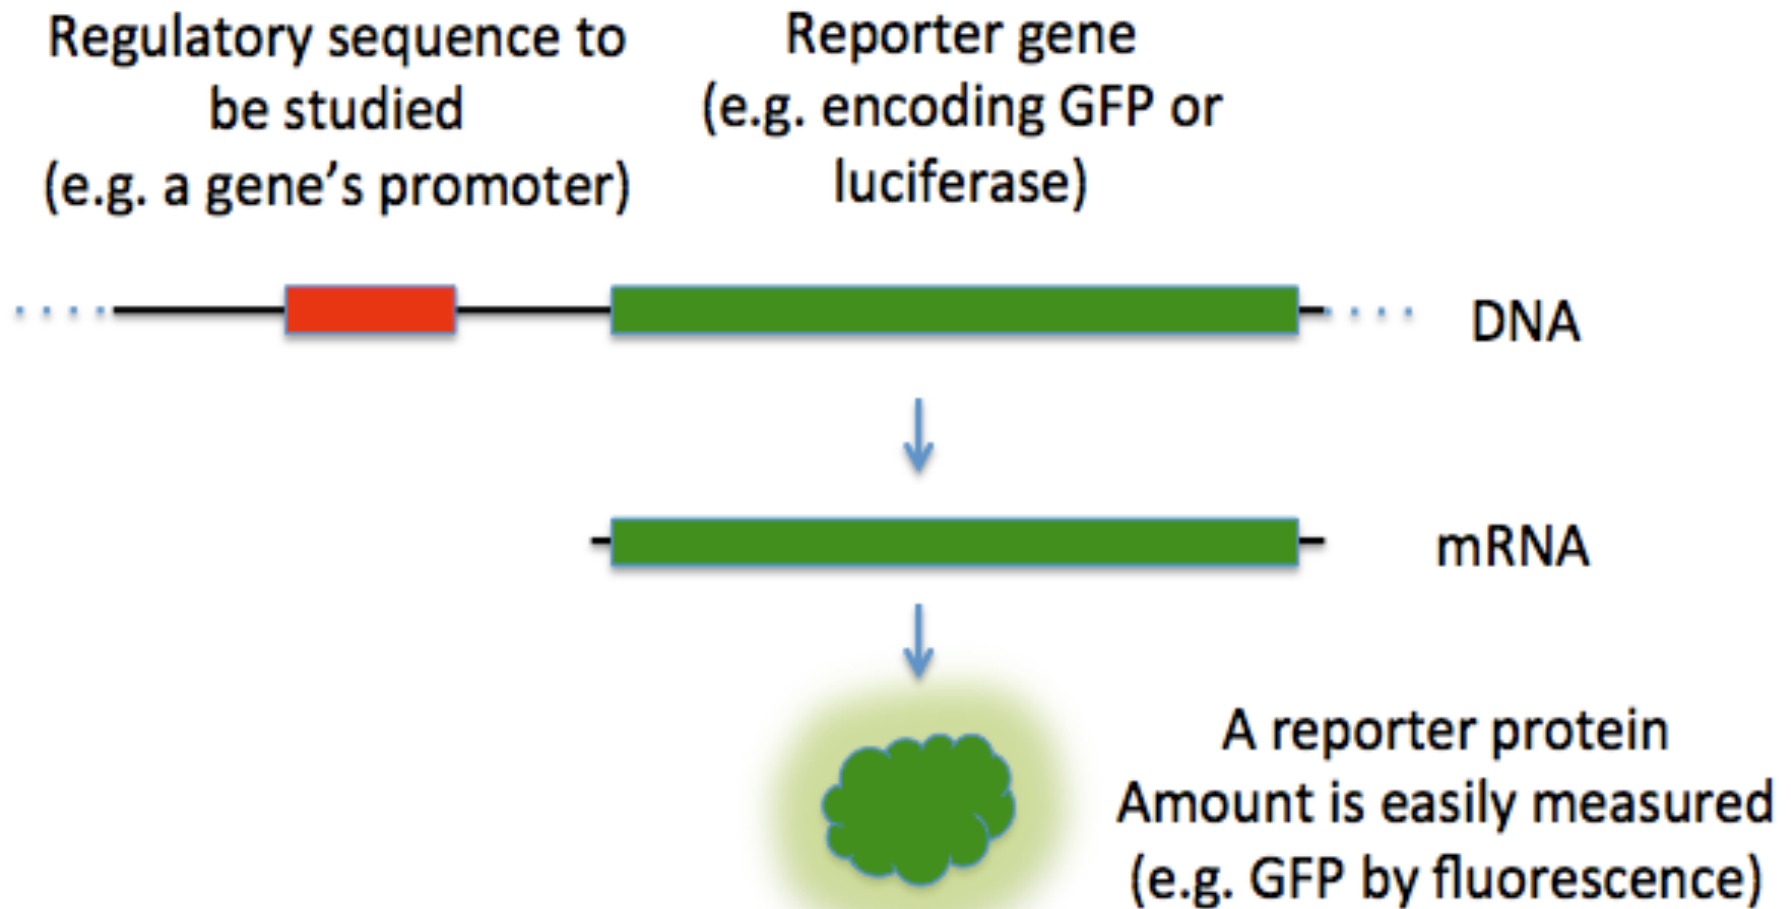 Regulatory sequence to
be studied
(e.g. a gene's promoter)
Reporter gene
(e.g. encoding GFP or
luciferase)
DNA
mRNA
A reporter protein
Amount is easily measured
(e.g. GFP by fluorescence)